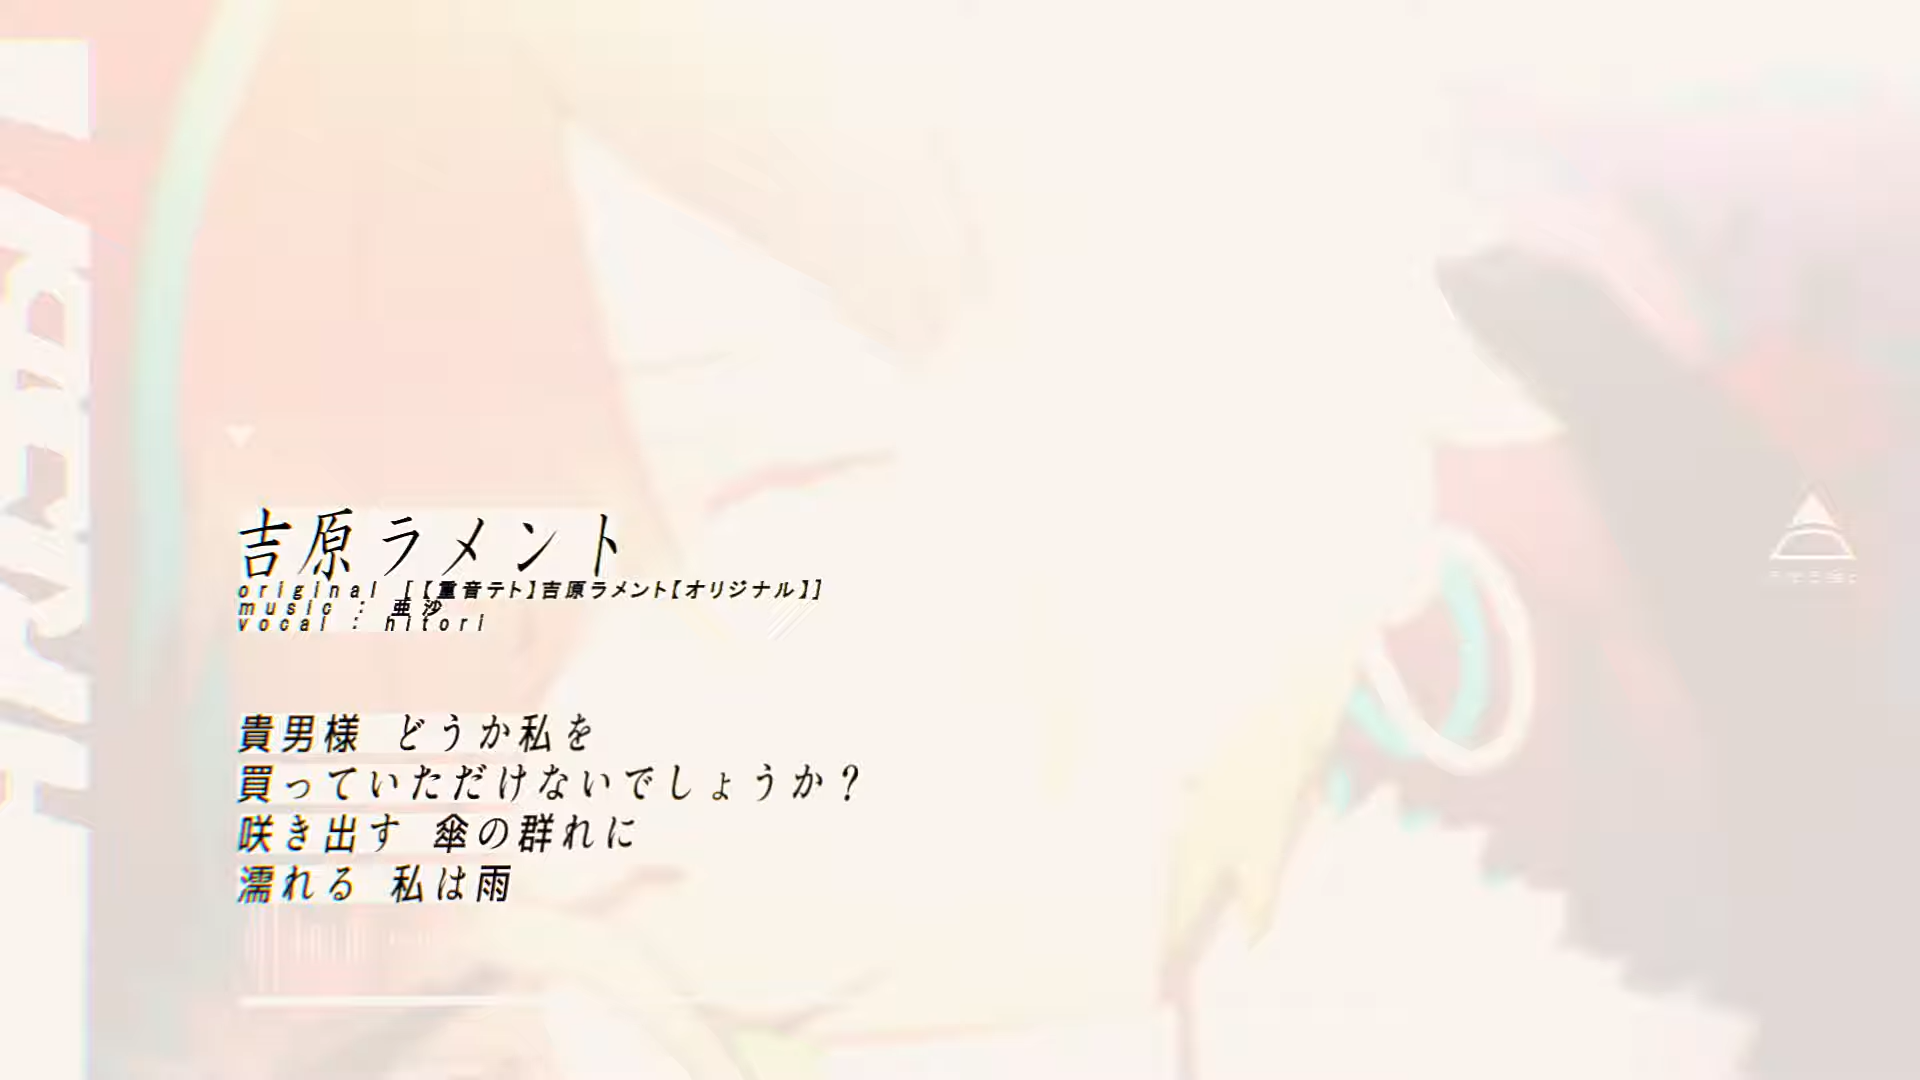 吉原ラメント
original [【重音テト】吉原ラメント【オリジナル】]
music : 亜沙
vocal : hitori
貴男様 どうか私を
買っていただけないでしょうか？
咲き出す 傘の群れに
濡れる 私は雨